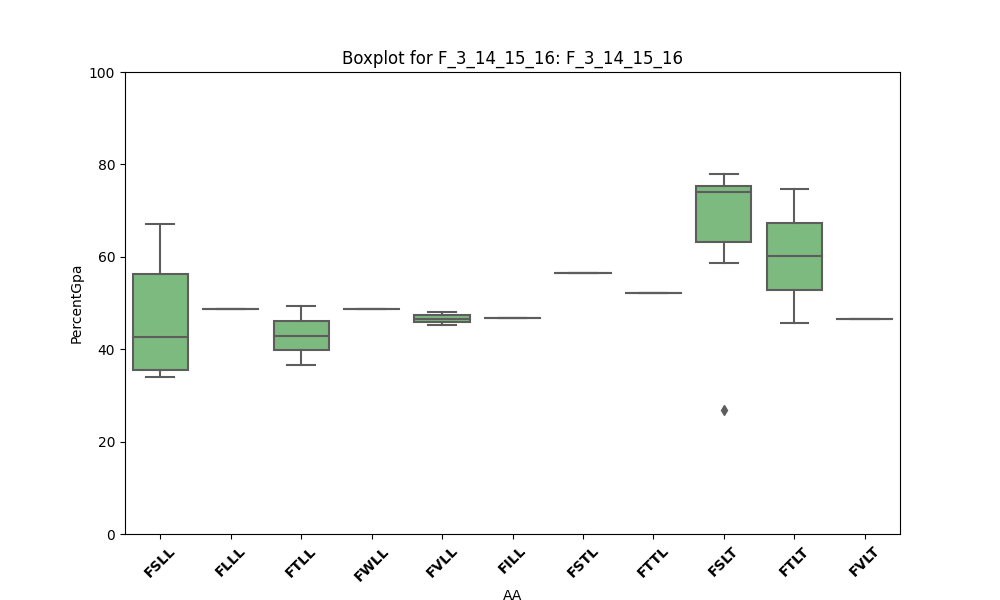 Boxplot for F_3_14_15_16: F_3_14_15_16
100
80
60
40
20
0
PercentGpa
FSLL FLLL FTLL FWLL FVLL FILL FSTL FTTL FSLT FTLT FVLT
AA